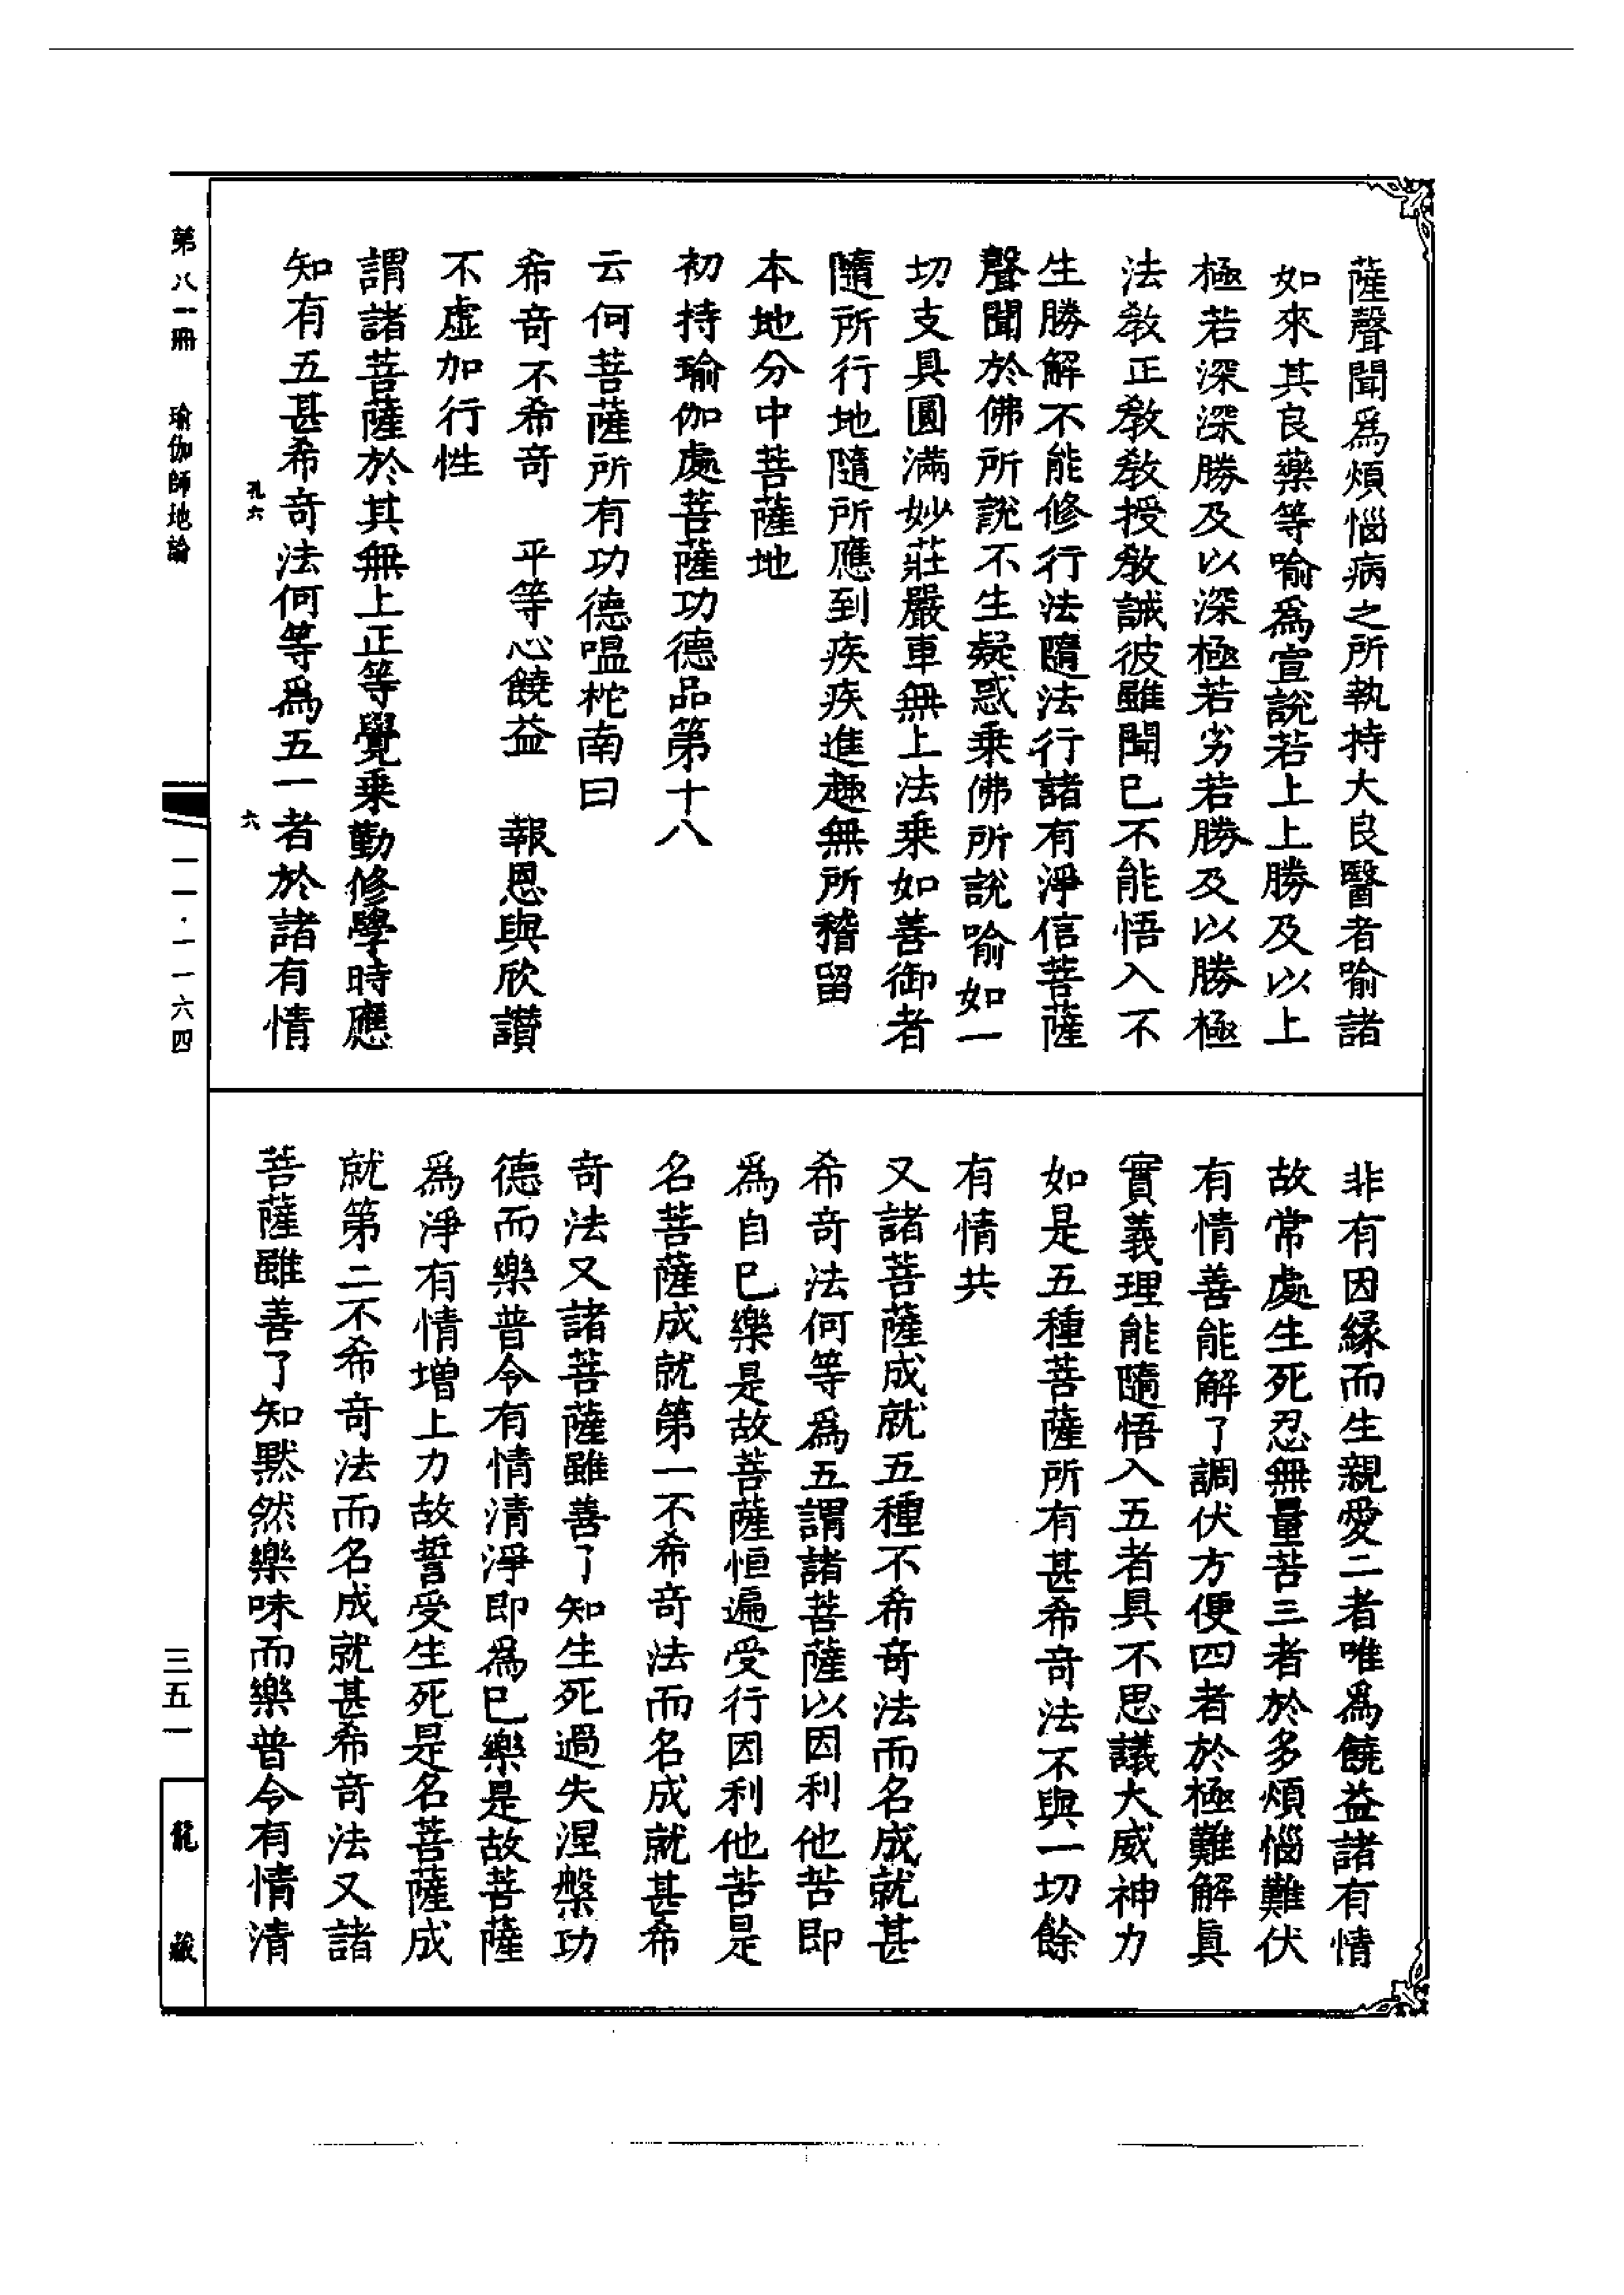 薩聲聞爲煩惱病之所執持大良醫者喻諸
如來其良藥等喻爲宣說若上上勝及以上
極若深深勝及以深極若劣若勝及以勝極
法教正教教授教誡彼雖聞已不能悟入不
生勝解不能修行法隨法行諸有淨信菩薩
聲聞於佛所說不生疑惑乘佛所說喻如一
切支具圓滿妙莊嚴車無上法乘如善御者
隨所行地隨所應到疾疾進趣無所稽留
本地分中菩薩地
初持瑜伽處菩薩功德品第十八
云何菩薩所有功德嗢柁南曰
希奇不希奇　平等心饒益　報恩與欣讚
不虛加行性
謂諸菩薩於其無上正等覺乘勤修學時應
知有五甚希奇法何等爲五一者於諸有情
孔六　六
非有因緣而生親愛二者唯爲饒益諸有情
故常處生死忍無量苦三者於多煩惱難伏
有情善能解了調伏方便四者於極難解眞
實義理能隨悟入五者具不思議大威神力
如是五種菩薩所有甚希奇法不與一切餘
有情共
又諸菩薩成就五種不希奇法而名成就甚
希奇法何等爲五謂諸菩薩以因利他苦即
爲自已樂是故菩薩恒遍受行因利他苦是
名菩薩成就第一不希奇法而名成就甚希
奇法又諸菩薩雖善了知生死過失涅槃功
德而樂普令有情清淨即爲已樂是故菩薩
爲淨有情增上力故誓受生死是名菩薩成
就第二不希奇法而名成就甚希奇法又諸
菩薩雖善了知默然樂味而樂普令有情清
第八一冊　瑜伽師地論　一一·一一六四　三五一　龍藏